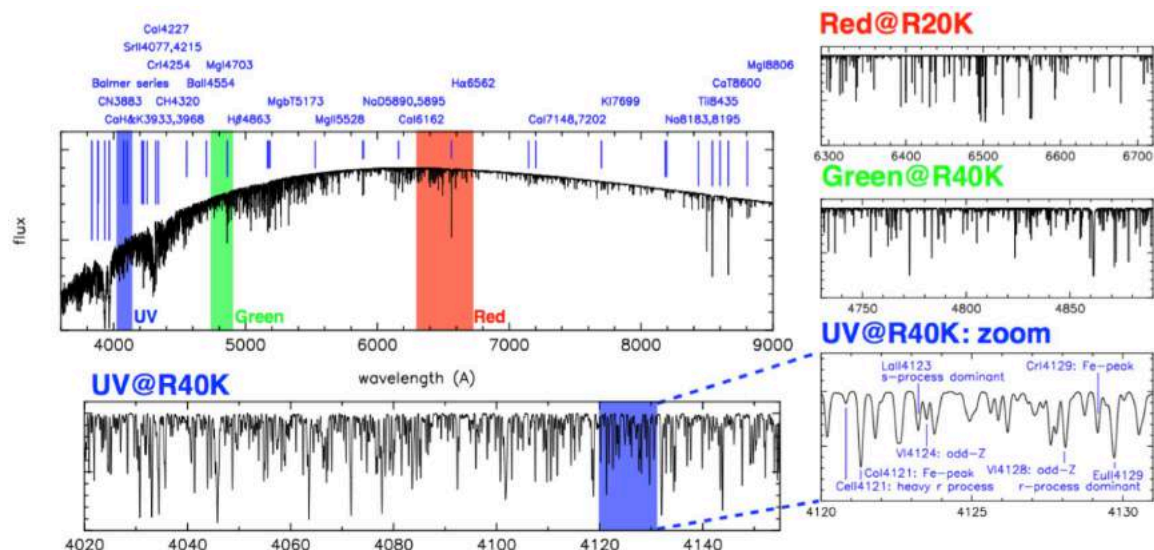 CaI4227
SrII4077,4215
CrI4254 MgI4703
Balmer series BaII4554
CN3883 CH4320 MgbT5173 NaD5890,5895 Hα6562 KI7699 TiI8435
CaH&K3933,3968 Hβ4863 MgII5528 CaI6162 CaI7148,7202 Na8183,8195
CaT8600
MgI8806
flux
UV Green Red
4000 5000 6000 7000 8000 9000
wavelength (A)
Red@R20K
6300 6400 6500 6600 6700
Green@R40K
4750 4800 4850
UV@R40K
4020 4040 4060 4080 4100 4120 4140
UV@R40K: zoom
LaII4123
s-process dominant
CrI4129: Fe-peak
VI4124: odd-Z
CoI4121: Fe-peak
CeII4121: heavy r process
VI4128: odd-Z
r-process dominant
EuII4129
4120 4125 4130